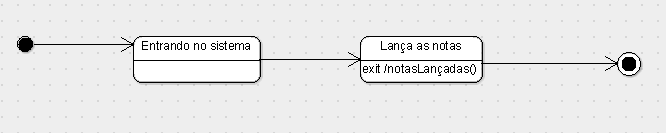 Entrando no sistema
Lança as notas
exit /notasLançadas()